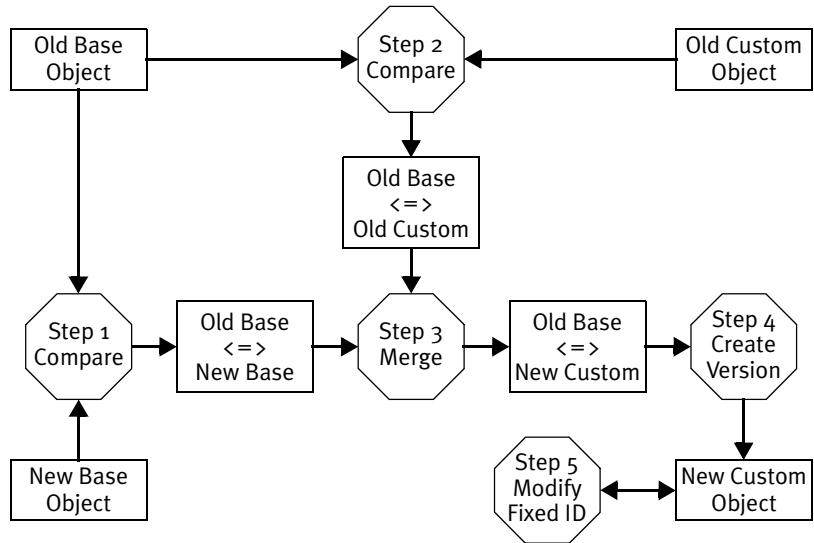 Old Base
Object
Step 2
Compare
Old Custom
Object
Old Base
<=>
Old Custom
Step 1
Compare
Old Base
<=>
New Base
Step 3
Merge
Old Base
<=>
New Custom
Step 4
Create
Version
New Base
Object
Step 5
Modify
Fixed ID
New Custom
Object